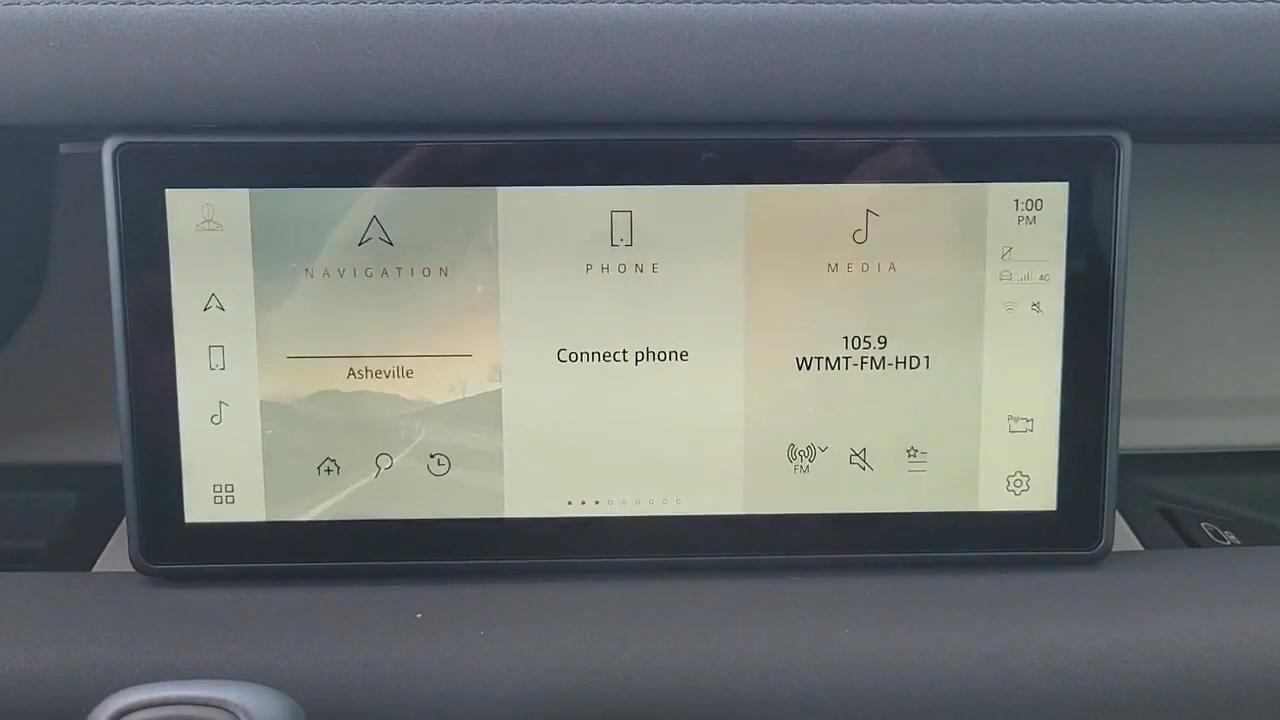 NAVIGATION
Asheville
PHONE
Connect phone
MEDIA
105.9
WTMT-FM-HD1
FM
1:00
PM
4G